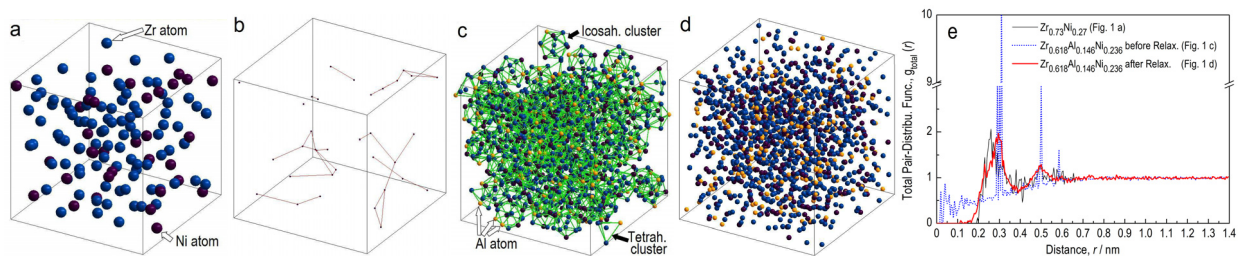 a
Zr atom
Ni atom
b
c
Icosah. cluster
Al atom
Tetrah.
cluster
d
e
Zr0.73Ni0.27 (Fig. 1 a)
Zr0.618Al0.146Ni0.236 before Relax. (Fig. 1 c)
Zr0.618Al0.146Ni0.236 after Relax. (Fig. 1 d)
Total Pair-Distribu. Func., gtotal (r)
10
9
2
1
0
0 0.1 0.2 0.3 0.4 0.5 0.6 0.7 0.8 0.9 1.0 1.1 1.2 1.3 1.4
Distance, r / nm